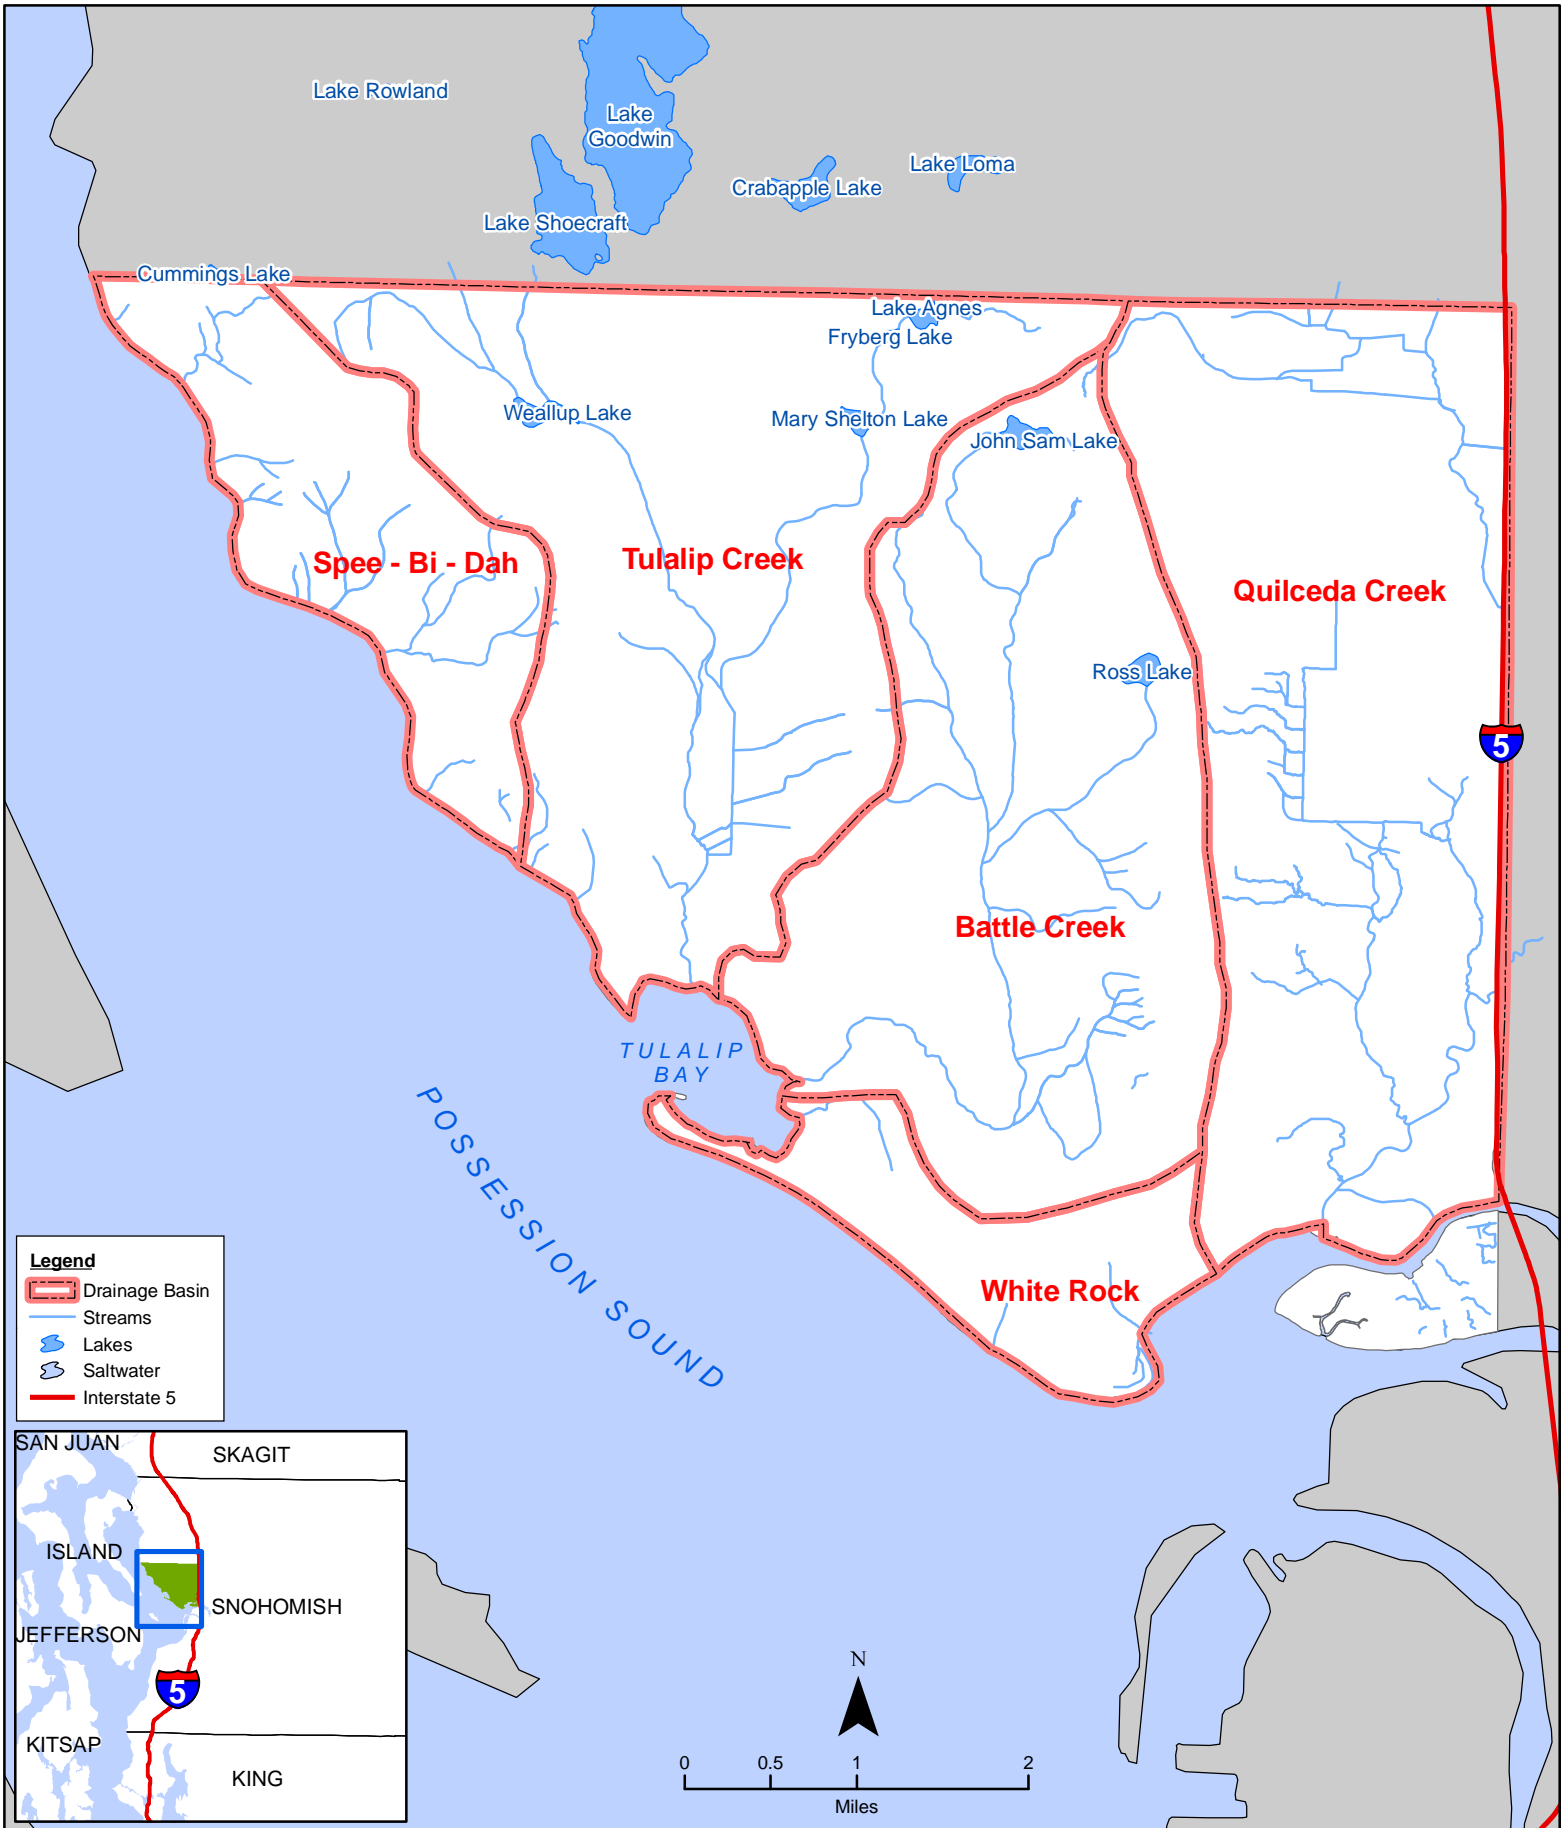 Lake Rowland
Lake
Goodwin
Crabapple Lake
Lake Loma
Lake Shoecraft
Cummings Lake
Lake Agnes
Fryberg Lake
Weallup Lake
Mary Shelton Lake
John Sam Lake
Spee - Bi - Dah
Tulalip Creek
Quilceda Creek
Ross Lake
5
Battle Creek
TULALIP
BAY
POSSESSION SOUND
White Rock
Legend
Drainage Basin
Streams
Lakes
Saltwater
Interstate 5
SAN JUAN
SKAGIT
ISLAND
SNOHOMISH
JEFFERSON
5
KITSAP
KING
N
0 0.5 1 2
Miles